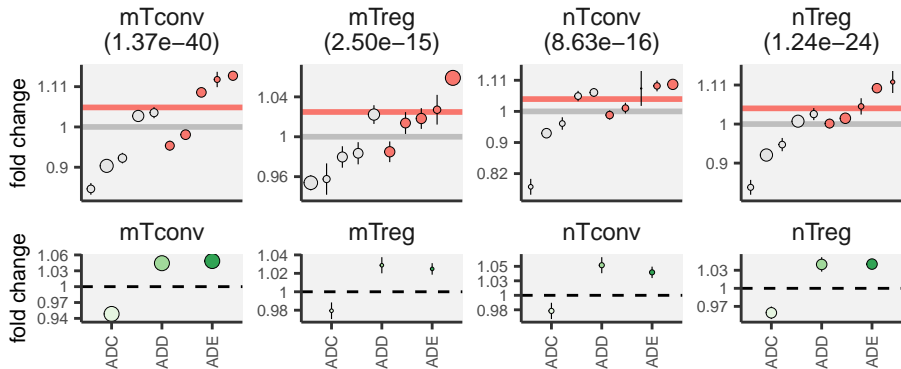 mTconv
(1.37e−40)
mTreg
(2.50e−15)
nTconv
(8.63e−16)
nTreg
(1.24e−24)
fold change
1.11
1
0.9
1.04
1
0.96
1.11
1
0.9
0.82
1.11
1
0.9
mTconv
mTreg
nTconv
nTreg
fold change
1.06
1.03
1
0.97
0.94
1.04
1.02
1
0.98
1.05
1.03
1
0.98
1.03
1
0.97
ADC
ADD
ADE
ADC
ADD
ADE
ADC
ADD
ADE
ADC
ADD
ADE